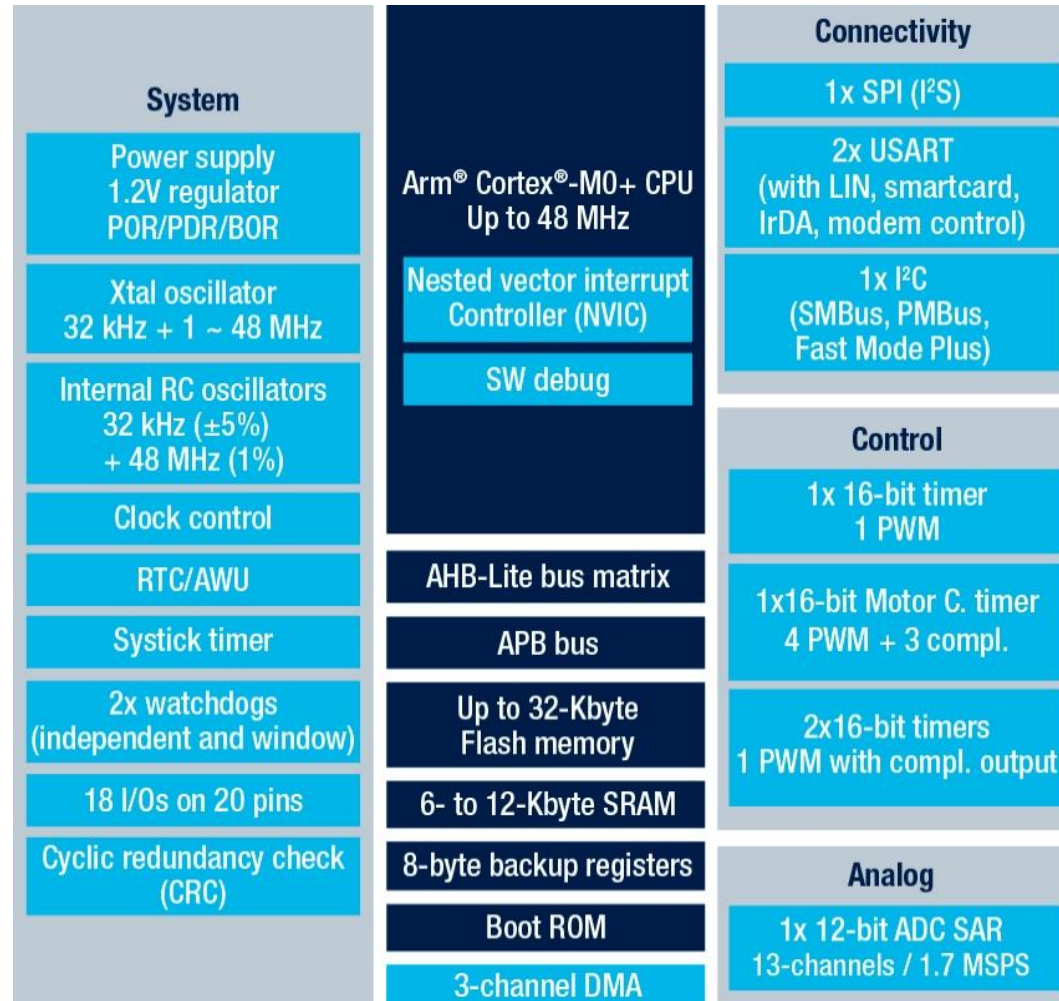 System
Power supply
1.2V regulator
POR/PDR/BOR
Xtal oscillator
32 kHz + 1 ~ 48 MHz
Internal RC oscillators
32 kHz (±5%)
+ 48 MHz (1%)
Clock control
RTC/AWU
Systick timer
2x watchdogs
(independent and window)
18 I/Os on 20 pins
Cyclic redundancy check
(CRC)
Arm® Cortex®-M0+ CPU
Up to 48 MHz
Nested vector interrupt
Controller (NVIC)
SW debug
AHB-Lite bus matrix
APB bus
Up to 32-Kbyte
Flash memory
6- to 12-Kbyte SRAM
8-byte backup registers
Boot ROM
3-channel DMA
Connectivity
1x SPI (I²S)
2x USART
(with LIN, smartcard,
IrDA, modem control)
1x I²C
(SMBus, PMBus,
Fast Mode Plus)
Control
1x 16-bit timer
1 PWM
1x16-bit Motor C. timer
4 PWM + 3 compl.
2x16-bit timers
1 PWM with compl. output
Analog
1x 12-bit ADC SAR
13-channels / 1.7 MSPS